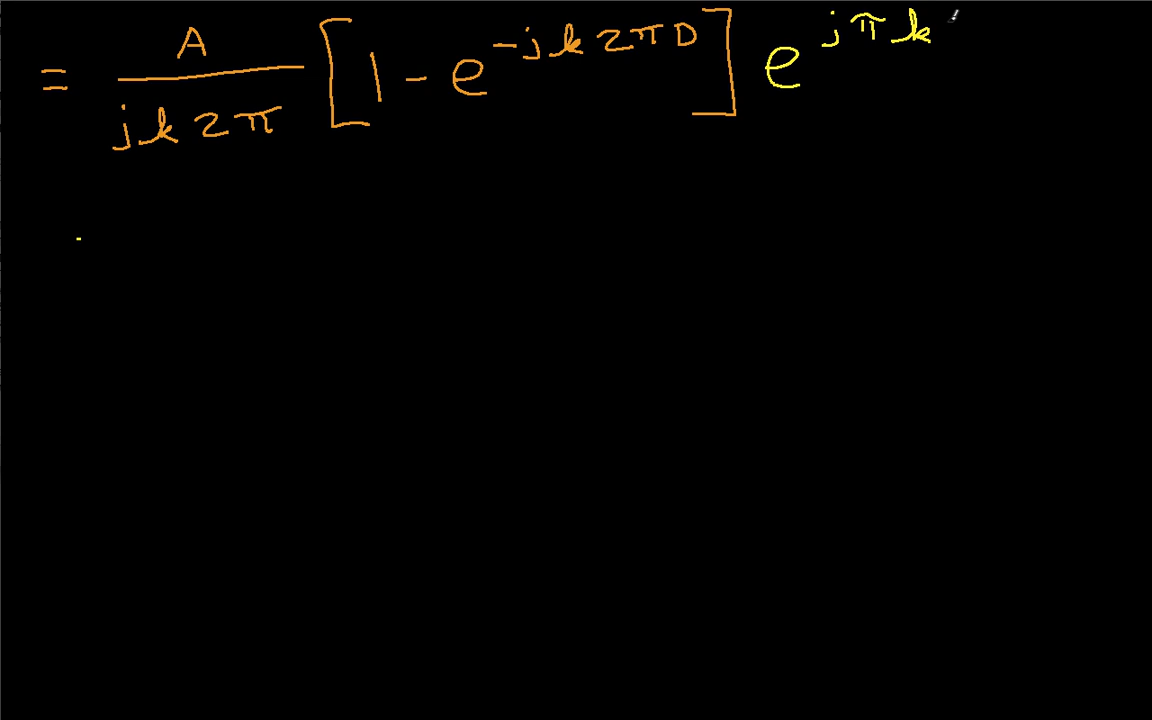 = A / jk2π [1 - e^{-jk2πD}] e^{jπk}